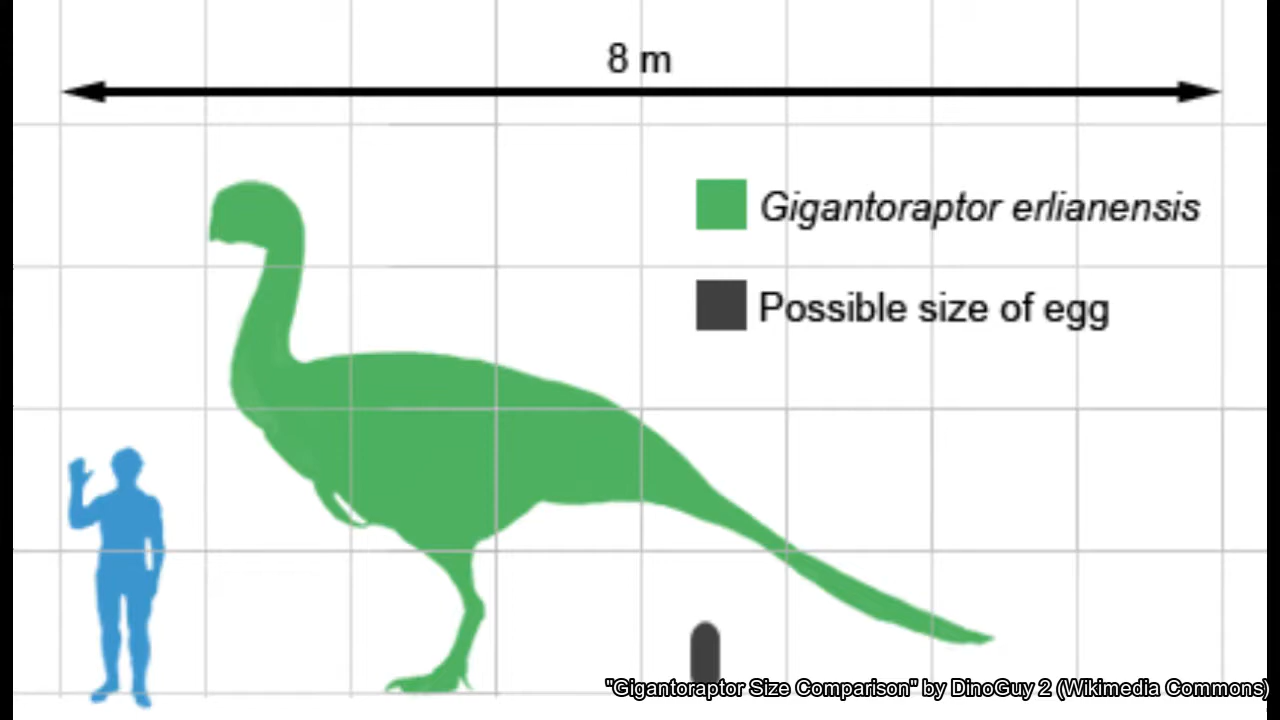 8 m
Gigantoraptor erlianensis
Possible size of egg
"Gigantoraptor Size Comparison" by DinoGuy 2 (Wikimedia Commons)